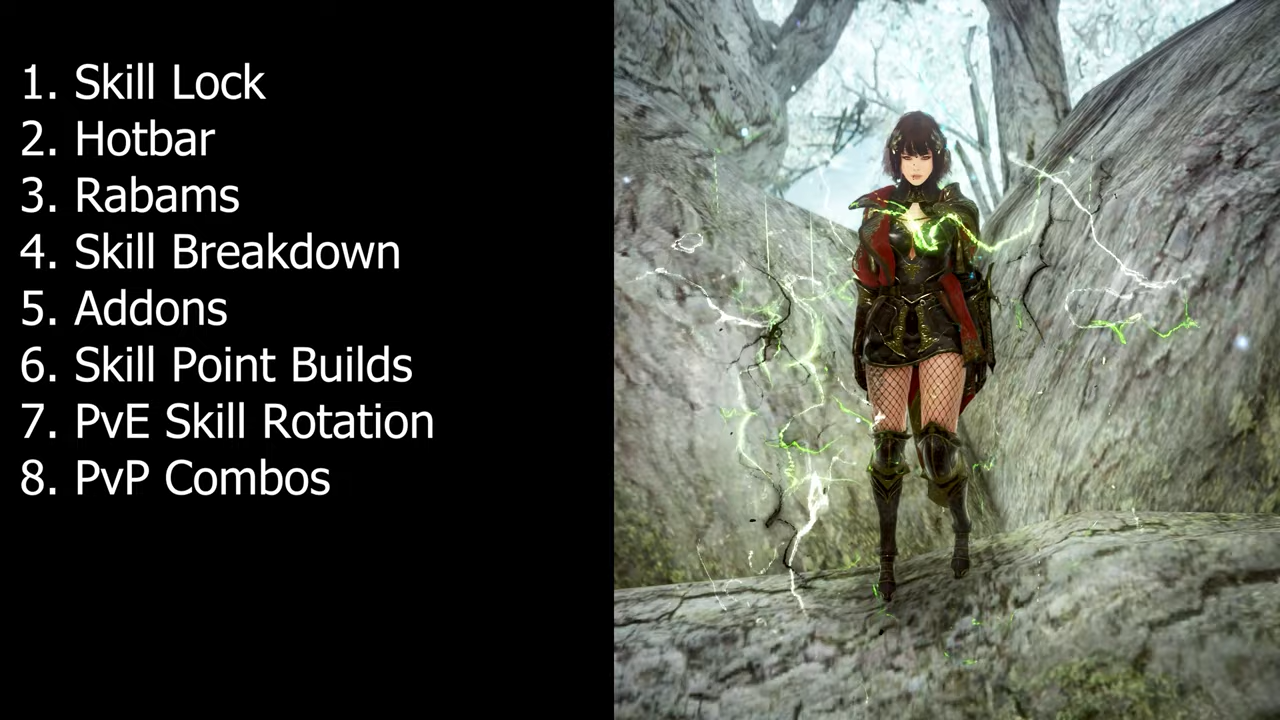 1. Skill Lock
2. Hotbar
3. Rabams
4. Skill Breakdown
5. Addons
6. Skill Point Builds
7. PvE Skill Rotation
8. PvP Combos